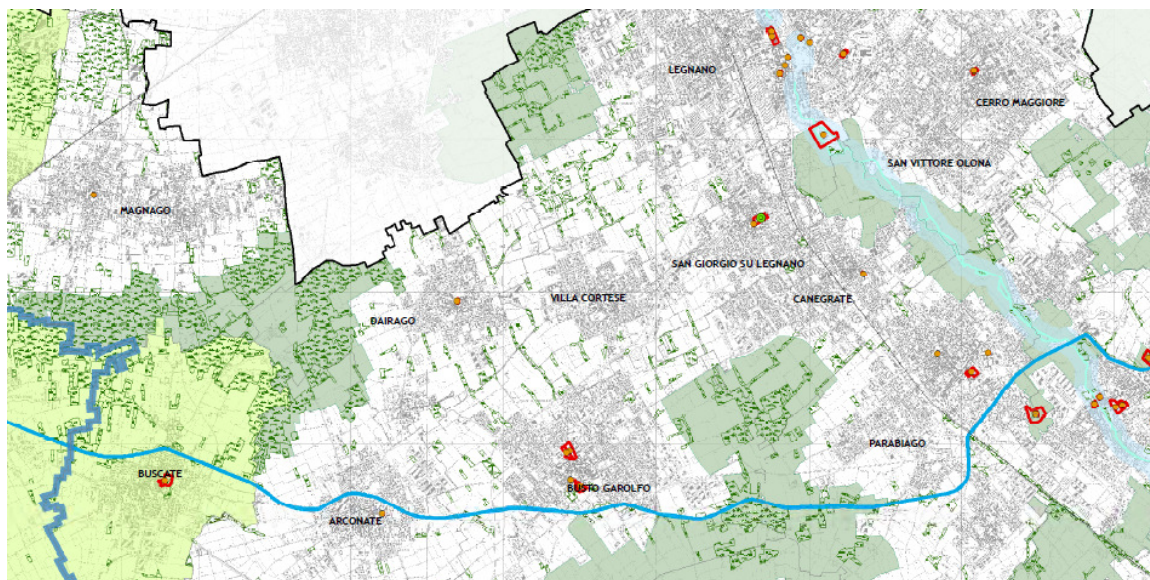 LEGNANO
CERRO MAGGIORE
SAN VITTORE OLONA
MAGNAGO
SAN GIORGIO SU LEGNANO
VILLA CORTESE
CANEGRATE
DAIRAGO
PARABIAGO
BUSCATE
BUSTO GAROLFO
ARCONATE